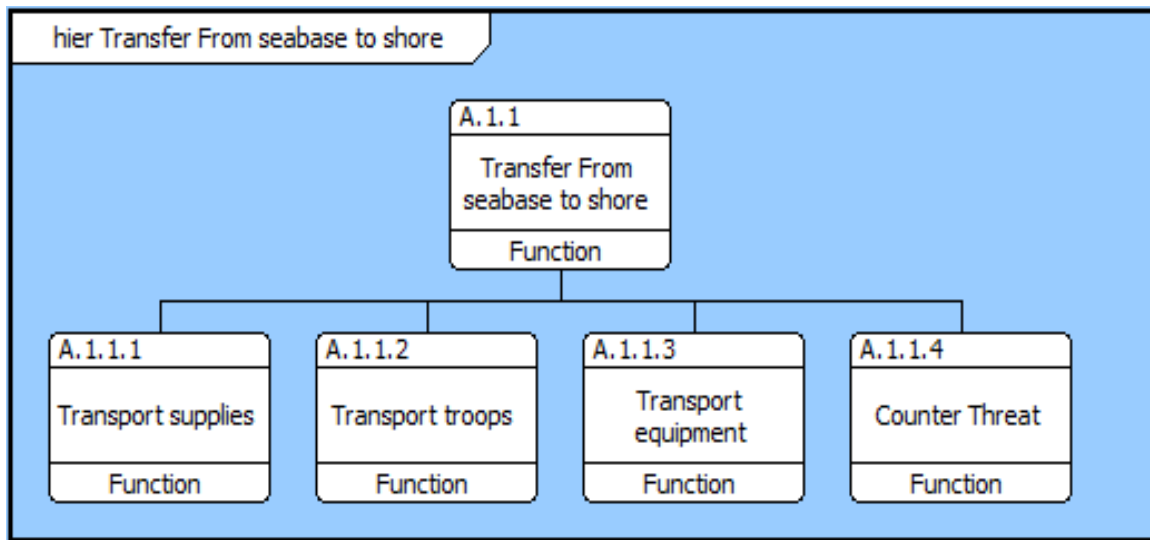 hier Transfer From seabase to shore
A.1.1
Transfer From
seabase to shore
Function
A.1.1.1
Transport supplies
Function
A.1.1.2
Transport troops
Function
A.1.1.3
Transport
equipment
Function
A.1.1.4
Counter Threat
Function